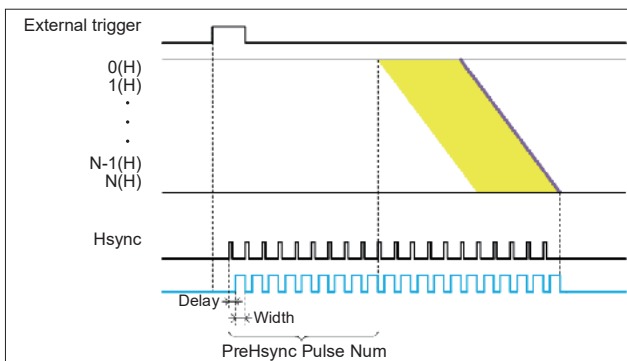 External trigger
0(H)
1(H)
N-1(H)
N(H)
Hsync
Delay
Width
PreHsync Pulse Num